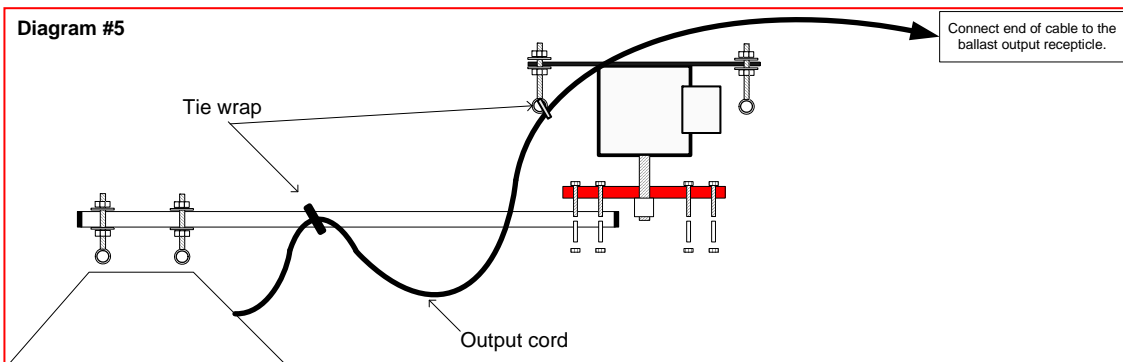 Diagram #5
Connect end of cable to the
ballast output recepticle.
Tie wrap
Output cord